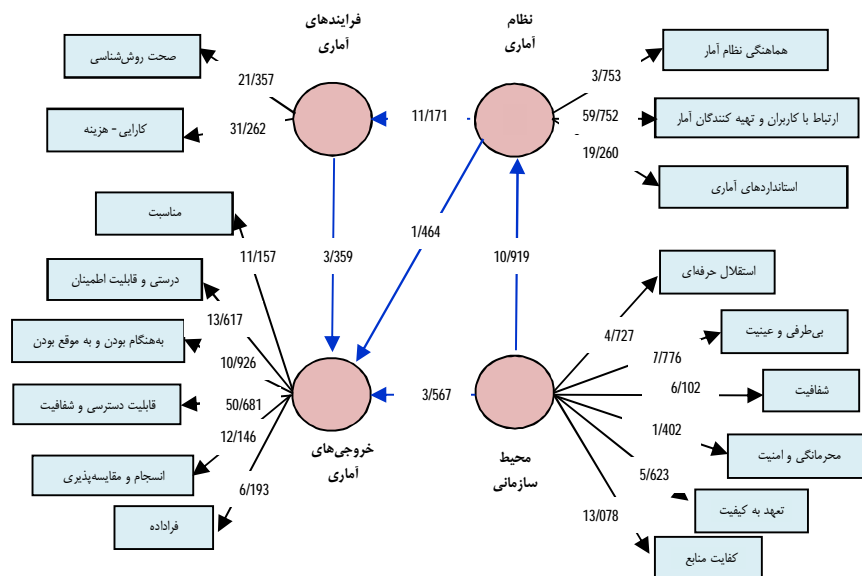 نظام
آماری
فرایندهای
آماری
هماهنگی نظام آمار
3/753
ارتباط با کاربران و تهیه کنندگان آمار
59/752
استانداردهای آماری
19/260
11/171
صحت روش‌شناسی
21/357
کارایی - هزینه
31/262
10/919
1/464
3/359
3/567
استقلال حرفه‌ای
4/727
بی‌طرفی و عینیت
7/776
شفافیت
6/102
محرمانگی و امنیت
1/402
تعهد به کیفیت
5/623
کفایت منابع
13/078
محیط
سازمانی
مناسبت
11/157
درستی و قابلیت اطمینان
13/617
به‌هنگام بودن و به موقع بودن
10/926
قابلیت دسترسی و شفافیت
50/681
انسجام و مقایسه‌پذیری
12/146
فراداده
6/193
خروجی‌های
آماری